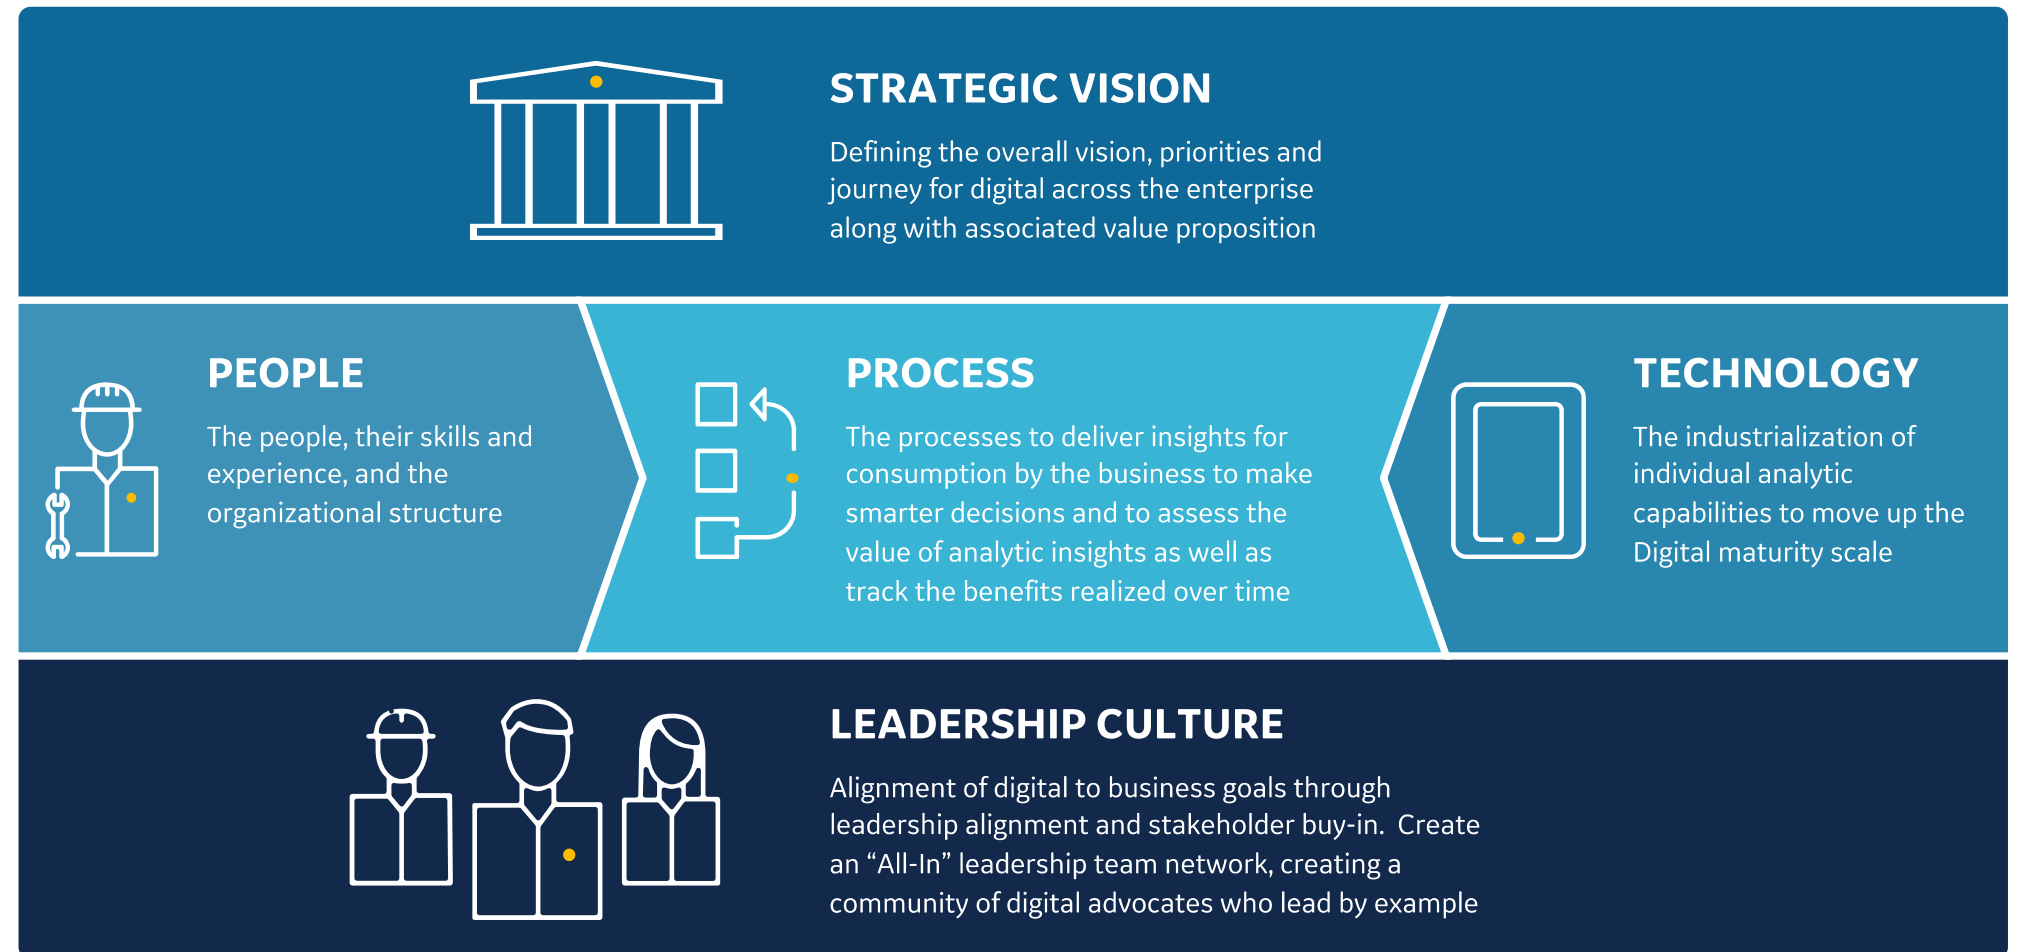 STRATEGIC VISION
Defining the overall vision, priorities and
journey for digital across the enterprise
along with associated value proposition
PEOPLE
The people, their skills and
experience, and the
organizational structure
PROCESS
The processes to deliver insights for
consumption by the business to make
smarter decisions and to assess the
value of analytic insights as well as
track the benefits realized over time
TECHNOLOGY
The industrialization of
individual analytic
capabilities to move up the
Digital maturity scale
LEADERSHIP CULTURE
Alignment of digital to business goals through
leadership alignment and stakeholder buy-in.  Create
an “All-In” leadership team network, creating a
community of digital advocates who lead by example